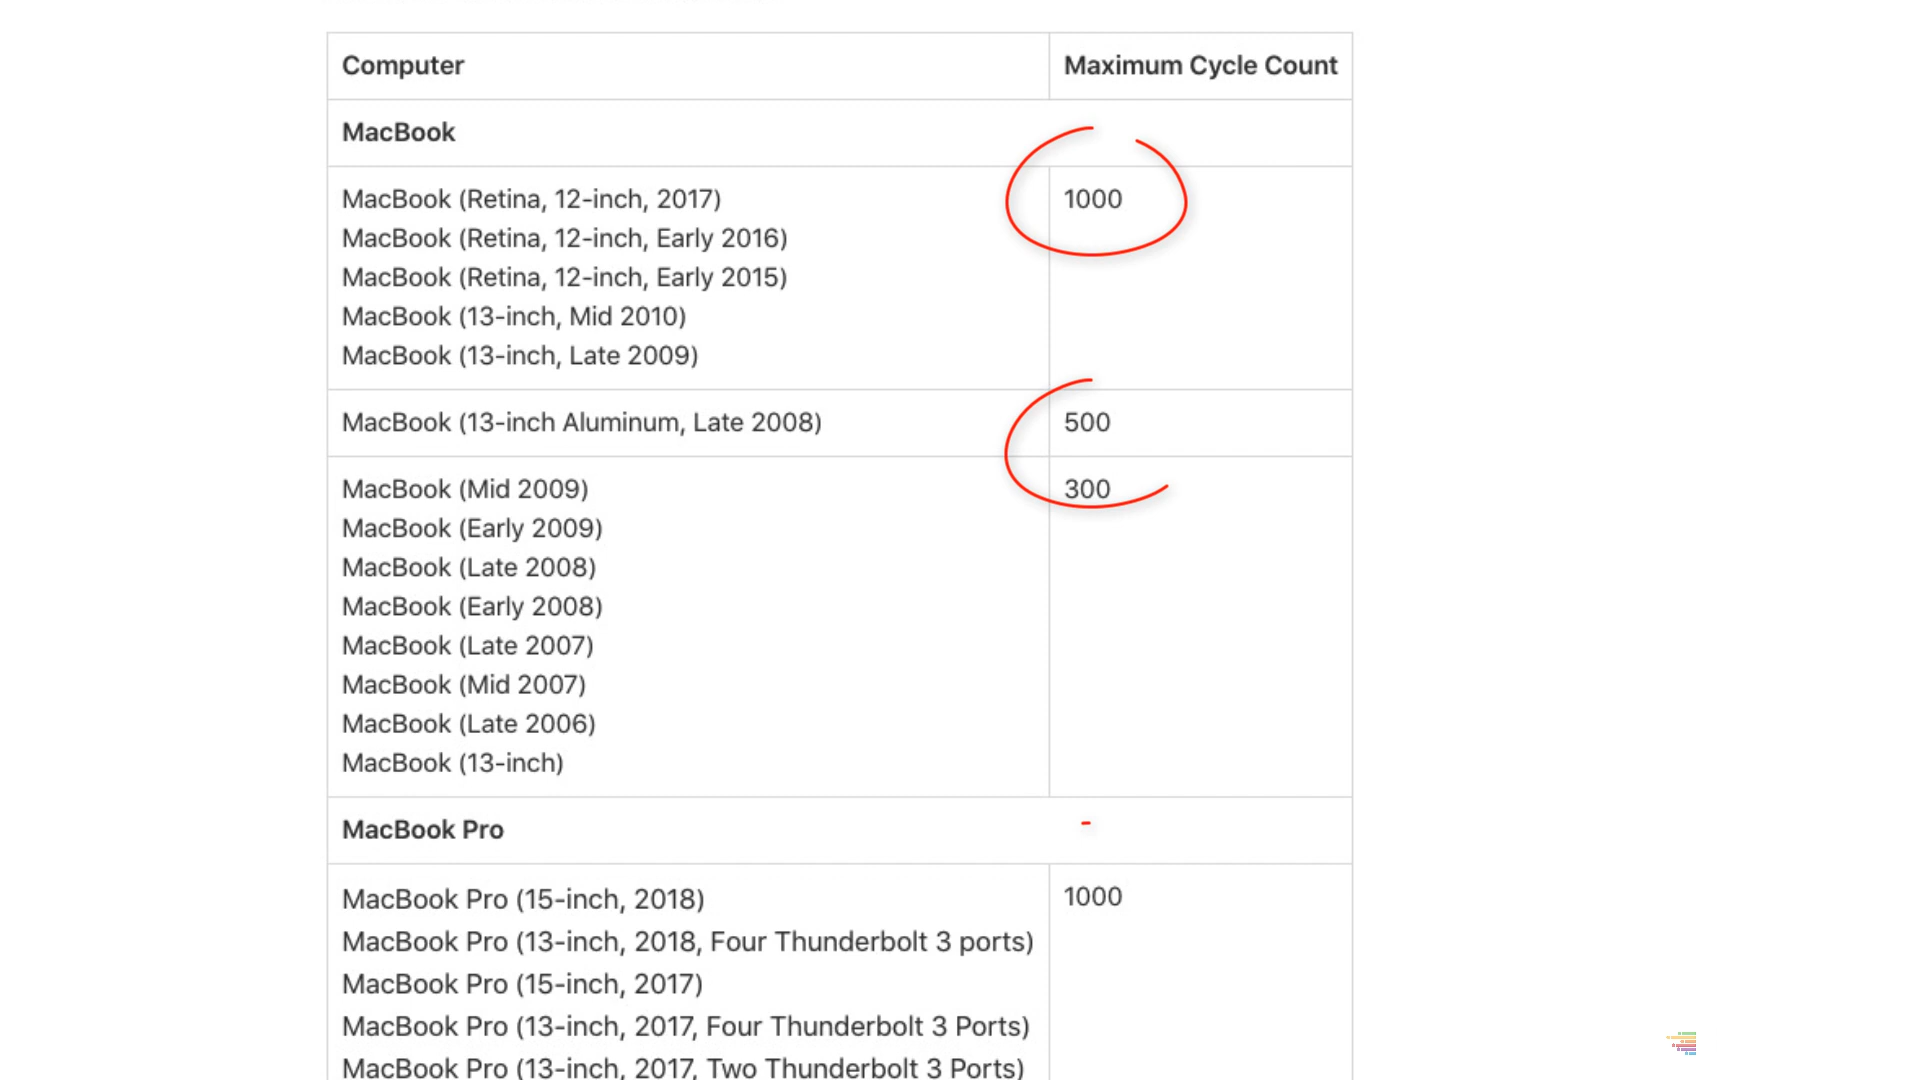 Computer Maximum Cycle Count
MacBook
MacBook (Retina, 12-inch, 2017) 1000
MacBook (Retina, 12-inch, Early 2016)
MacBook (Retina, 12-inch, Early 2015)
MacBook (13-inch, Mid 2010)
MacBook (13-inch, Late 2009)
MacBook (13-inch Aluminum, Late 2008) 500
MacBook (Mid 2009) 300
MacBook (Early 2009)
MacBook (Late 2008)
MacBook (Early 2008)
MacBook (Late 2007)
MacBook (Mid 2007)
MacBook (Late 2006)
MacBook (13-inch)
MacBook Pro
MacBook Pro (15-inch, 2018) 1000
MacBook Pro (13-inch, 2018, Four Thunderbolt 3 ports)
MacBook Pro (15-inch, 2017)
MacBook Pro (13-inch, 2017, Four Thunderbolt 3 Ports)
MacBook Pro (13-inch, 2017, Two Thunderbolt 3 Ports)